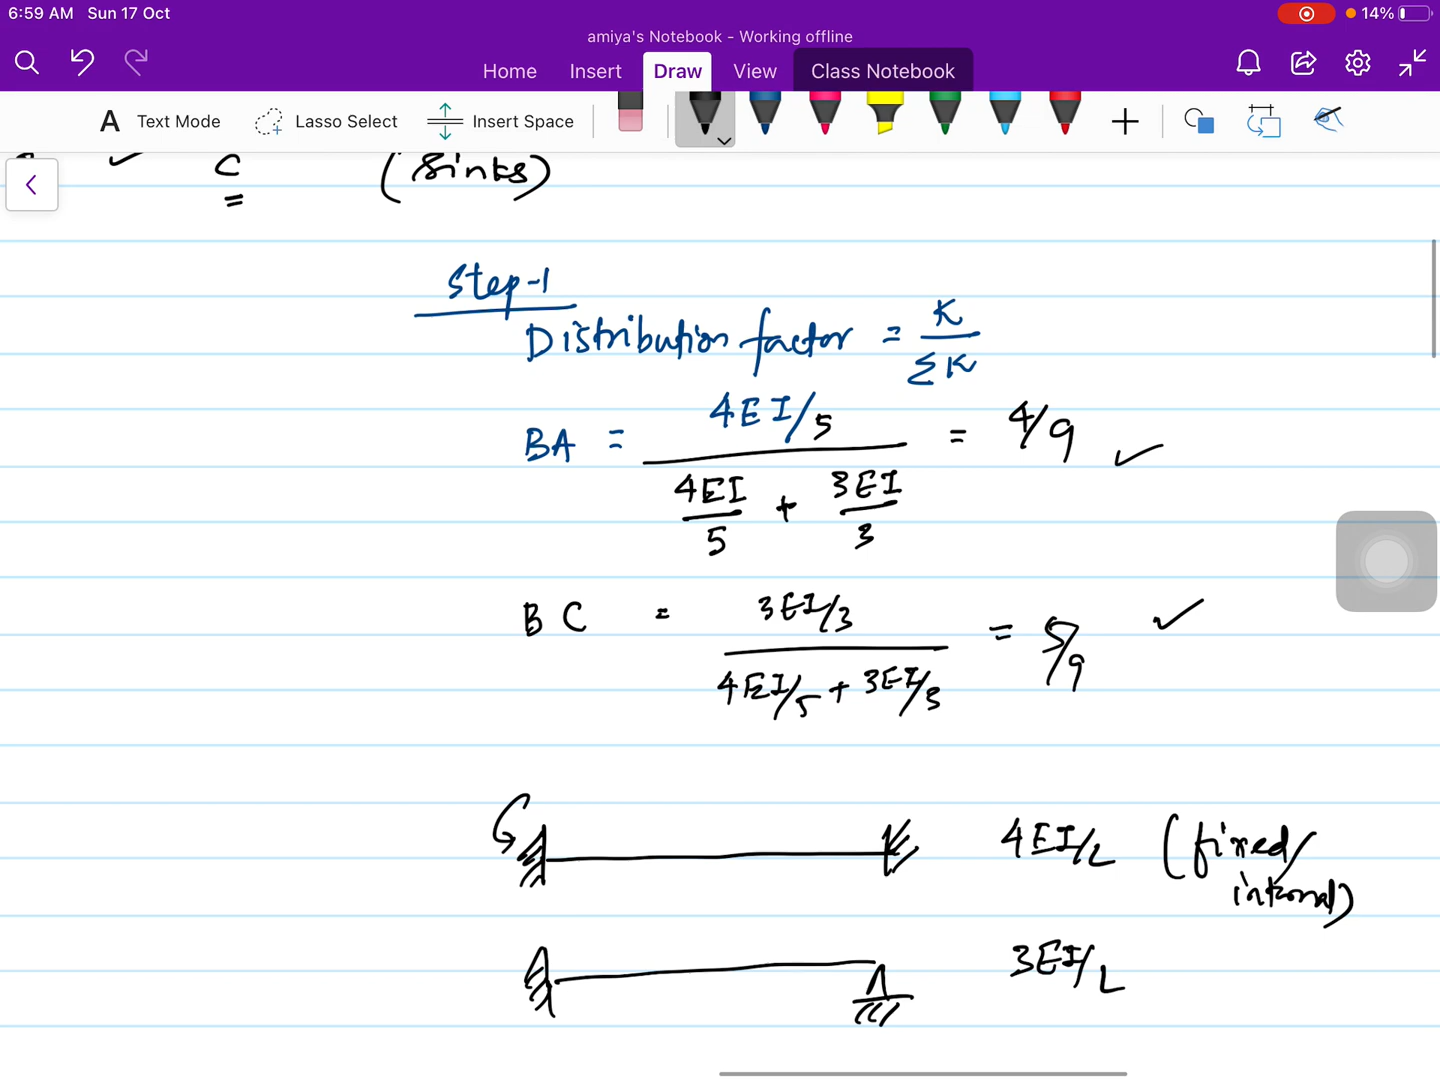 6:59 AM Sun 17 Oct
14%
amiya's Notebook - Working offline
Home Insert Draw View Class Notebook
A Text Mode Lasso Select Insert Space
C (Sinks)
=
Step-1
Distribution factor = K / ΣK
BA = 4EI/5 / (4EI/5 + 3EI/3) = 4/9 ✓
BC = 3EI/3 / (4EI/5 + 3EI/3) = 5/9 ✓
4EI/L (fixed/
internal)
3EI/L